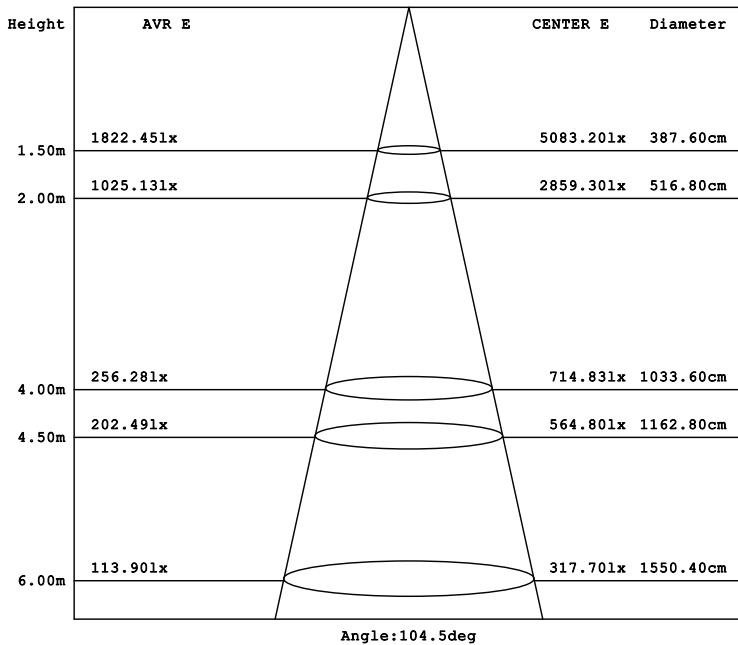 Height AVR E CENTER E Diameter
1822.45lx 5083.20lx 387.60cm
1.50m
1025.13lx 2859.30lx 516.80cm
2.00m
256.28lx 714.83lx 1033.60cm
4.00m
202.49lx 564.80lx 1162.80cm
4.50m
113.90lx 317.70lx 1550.40cm
6.00m
Angle:104.5deg